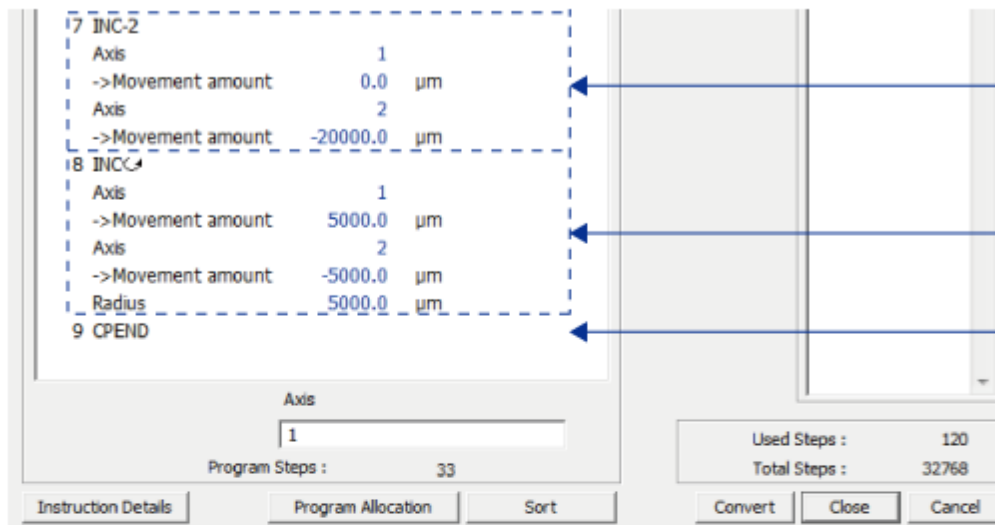 7 INC-2
Axis 1
->Movement amount 0.0 µm
Axis 2
->Movement amount -20000.0 µm
8 INC
Axis 1
->Movement amount 5000.0 µm
Axis 2
->Movement amount -5000.0 µm
Radius 5000.0 µm
9 CPEND
Axis
1
Program Steps : 33
Used Steps : 120
Total Steps : 32768
Instruction Details Program Allocation Sort Convert Close Cancel